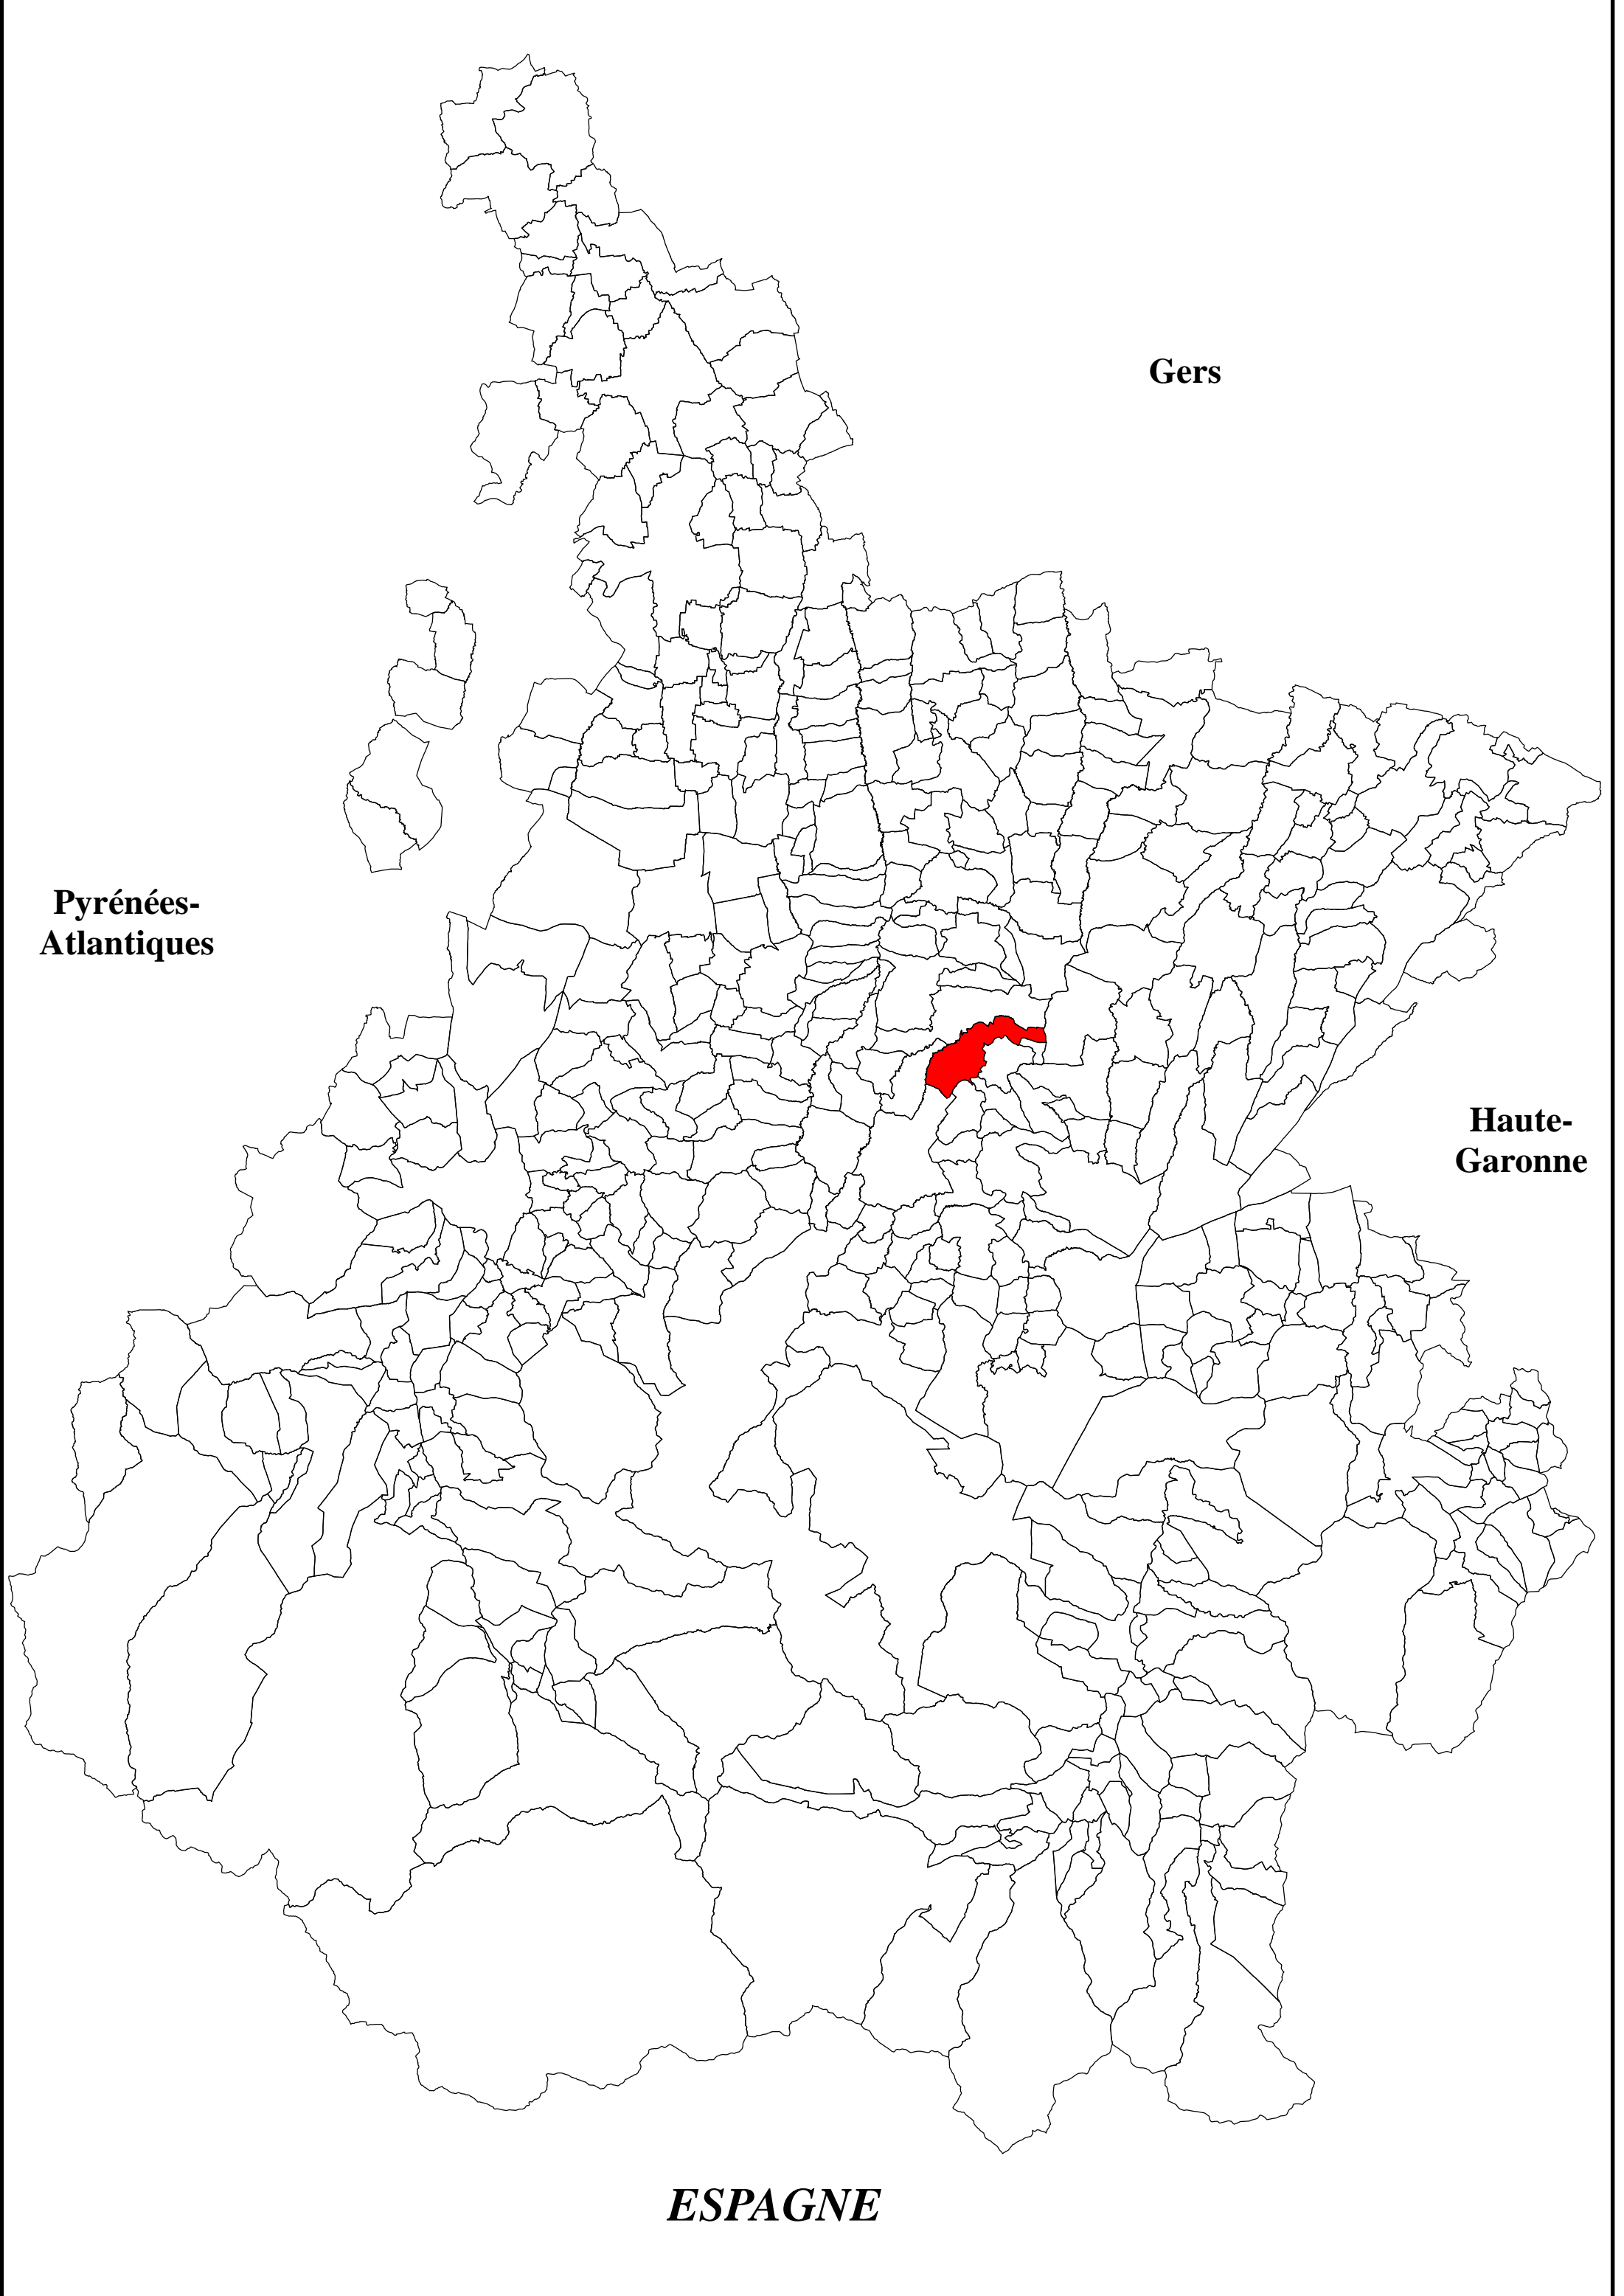 Gers
Pyrénées-
Atlantiques
Haute-
Garonne
ESPAGNE